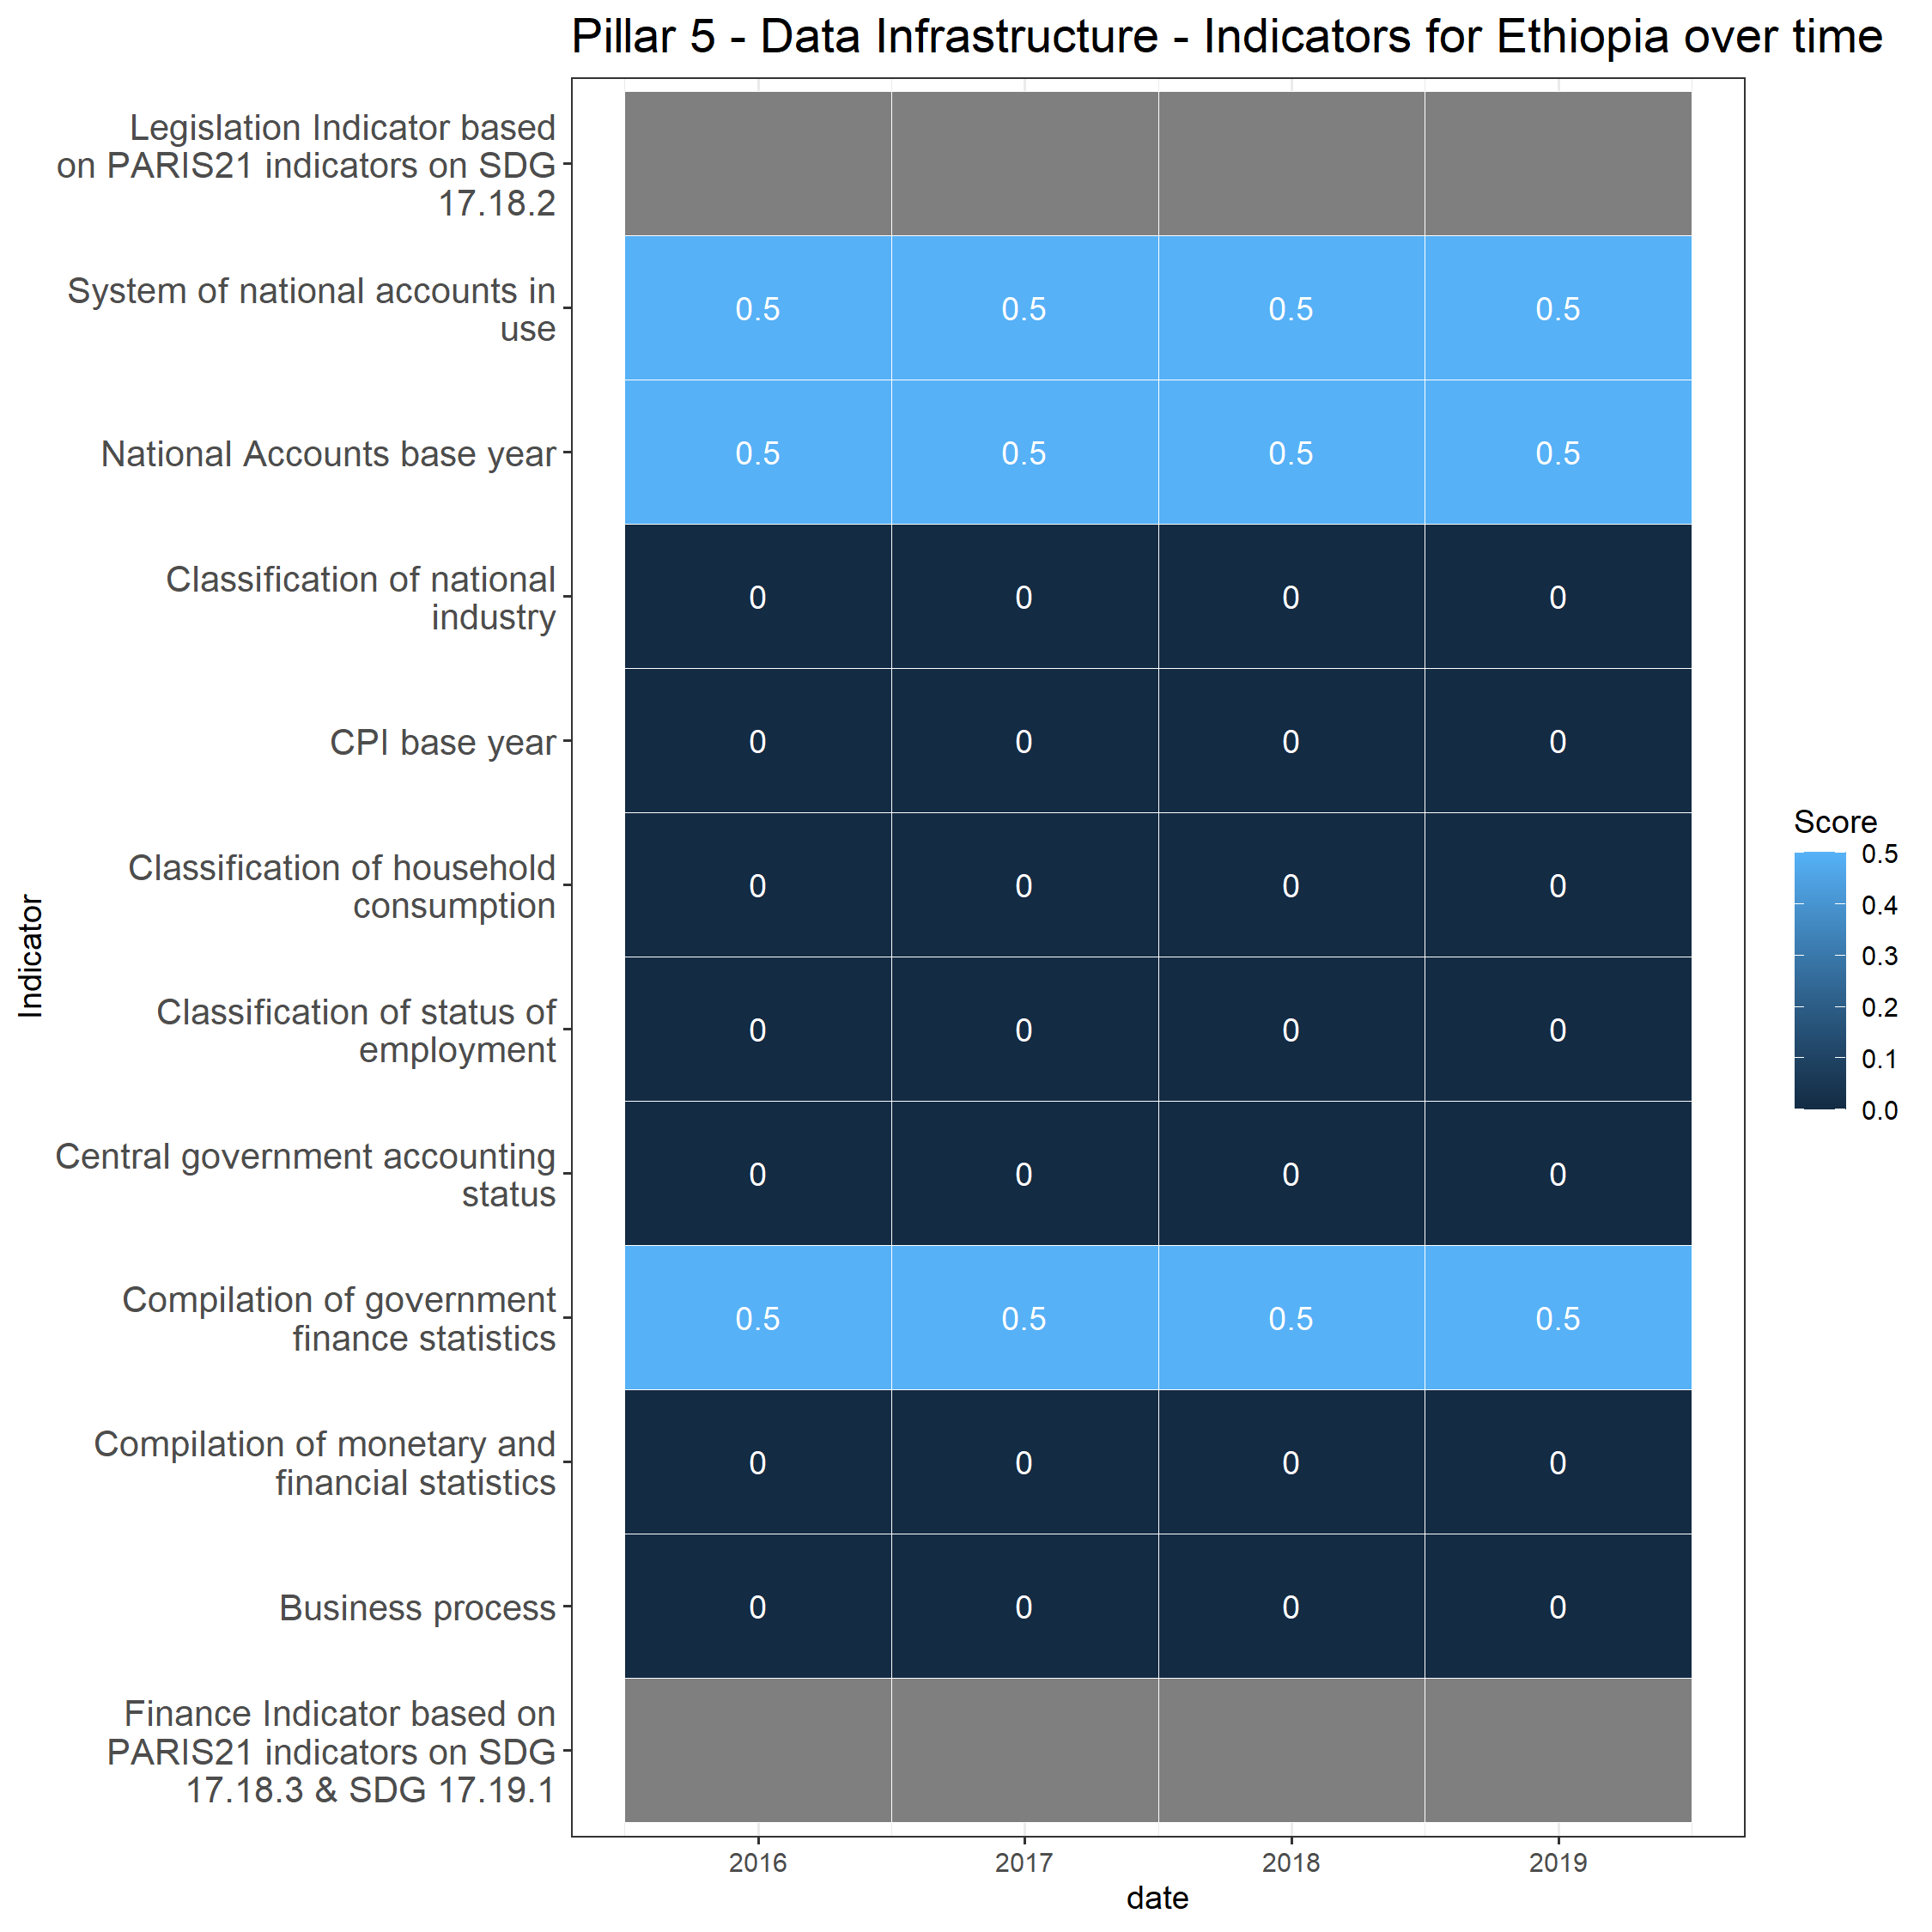 Pillar 5 - Data Infrastructure - Indicators for Ethiopia over time
Indicator
Legislation Indicator based
on PARIS21 indicators on SDG
17.18.2
System of national accounts in
use
0.5 0.5 0.5 0.5
National Accounts base year
0.5 0.5 0.5 0.5
Classification of national
industry
0 0 0 0
CPI base year
0 0 0 0
Classification of household
consumption
0 0 0 0
Classification of status of
employment
0 0 0 0
Central government accounting
status
0 0 0 0
Compilation of government
finance statistics
0.5 0.5 0.5 0.5
Compilation of monetary and
financial statistics
0 0 0 0
Business process
0 0 0 0
Finance Indicator based on
PARIS21 indicators on SDG
17.18.3 & SDG 17.19.1
2016 2017 2018 2019
date
Score
0.5
0.4
0.3
0.2
0.1
0.0